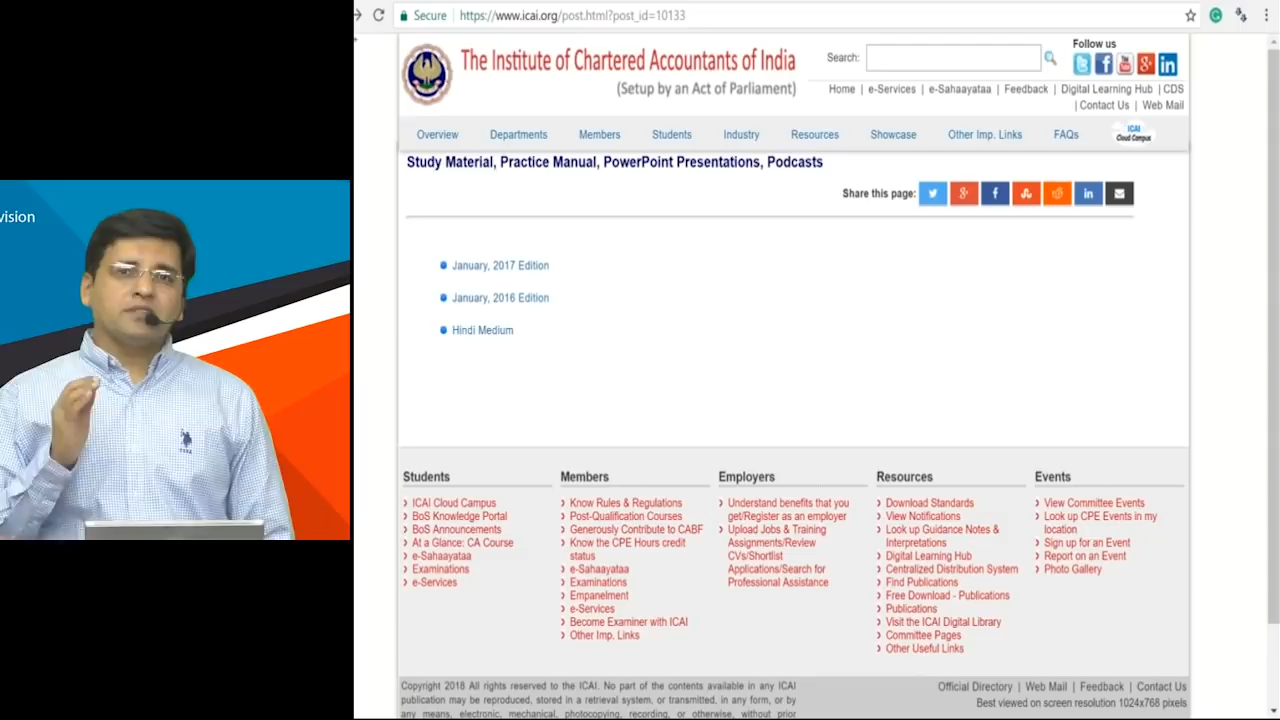 Secure
https://www.icai.org/post.html?post_id=10133
The Institute of Chartered Accountants of India
(Setup by an Act of Parliament)
Search:
Follow us
Home | e-Services | e-Sahaayataa | Feedback | Digital Learning Hub | CDS
| Contact Us | Web Mail
Overview Departments Members Students Industry Resources Showcase Other Imp. Links FAQs ICAI Cloud Campus
Study Material, Practice Manual, PowerPoint Presentations, Podcasts
Share this page:
vision
January, 2017 Edition
January, 2016 Edition
Hindi Medium
Students
ICAI Cloud Campus
BoS Knowledge Portal
BoS Announcements
At a Glance: CA Course
e-Sahaayataa
Examinations
e-Services
Members
Know Rules & Regulations
Post-Qualification Courses
Generously Contribute to CABF
Know the CPE Hours credit
status
e-Sahaayataa
Examinations
Empanelment
e-Services
Become Examiner with ICAI
Other Imp. Links
Employers
Understand benefits that you
get/Register as an employer
Upload Jobs & Training
Assignments/Review
CVs/Shortlist
Applications/Search for
Professional Assistance
Resources
Download Standards
View Notifications
Look up Guidance Notes &
Interpretations
Digital Learning Hub
Centralized Distribution System
Find Publications
Free Download - Publications
Publications
Visit the ICAI Digital Library
Committee Pages
Other Useful Links
Events
View Committee Events
Look up CPE Events in my
location
Sign up for an Event
Report on an Event
Photo Gallery
Copyright 2018 All rights reserved to the ICAI. No part of the contents available in any ICAI
publication may be reproduced, stored in a retrieval system, or transmitted, in any form, or by
any means, electronic, mechanical, photocopying, recording, or otherwise, without prior
Official Directory | Web Mail | Feedback | Contact Us
Best viewed on screen resolution 1024x768 pixels